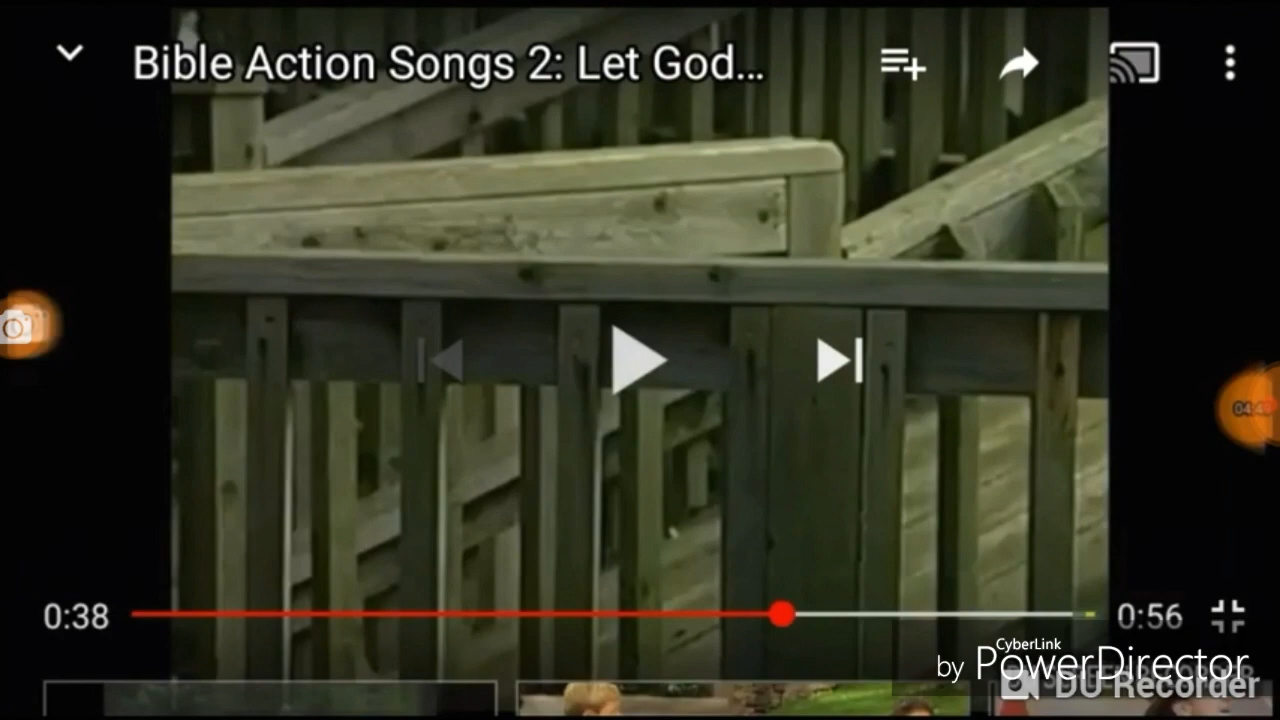 Bible Action Songs 2: Let God...
0:38
0:56
CyberLink
by PowerDirector
DU Recorder